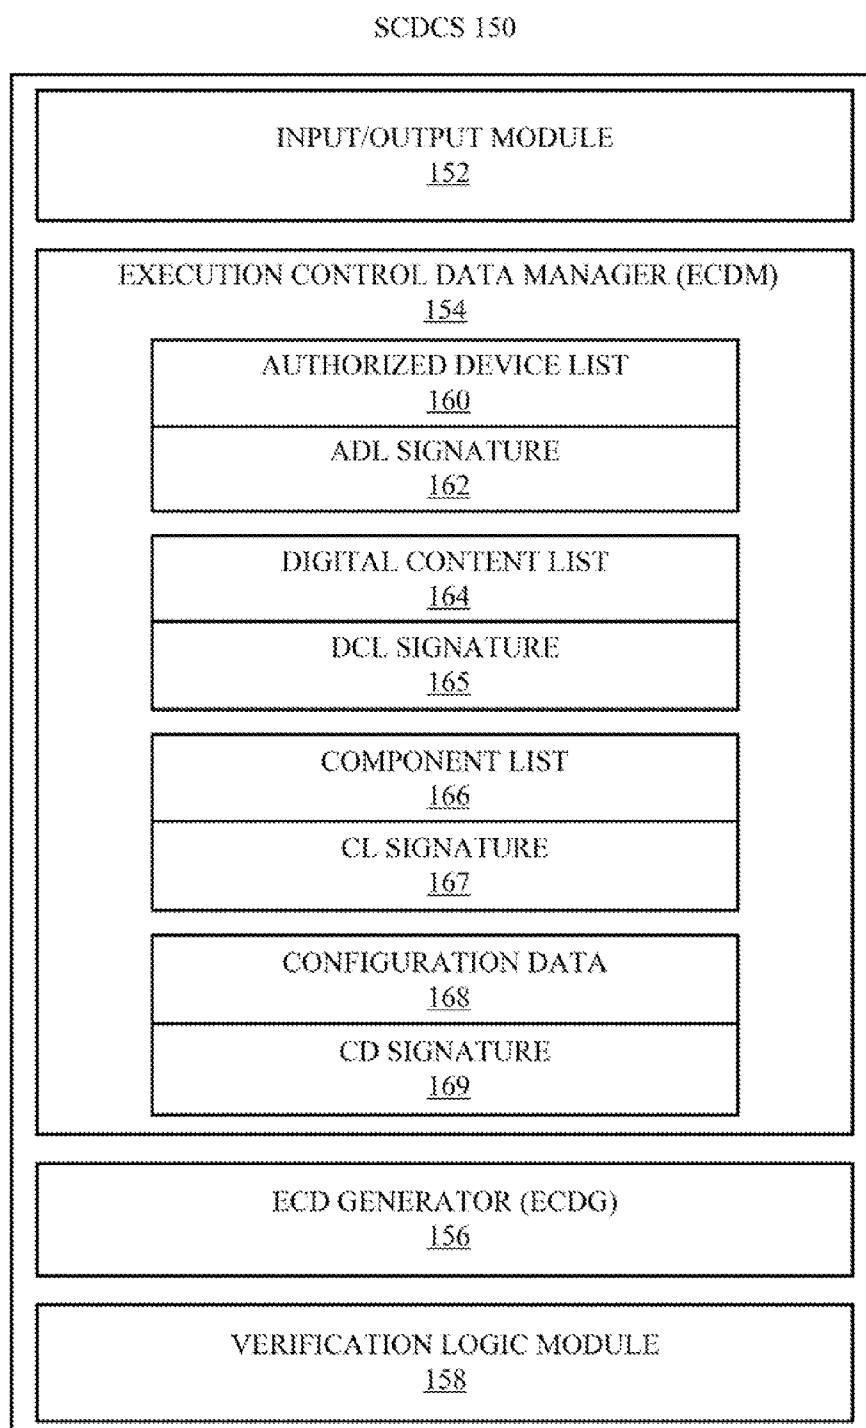 SCDCS 150
INPUT/OUTPUT MODULE
152
EXECUTION CONTROL DATA MANAGER (ECDM)
154
AUTHORIZED DEVICE LIST
160
ADL SIGNATURE
162
DIGITAL CONTENT LIST
164
DCL SIGNATURE
165
COMPONENT LIST
166
CL SIGNATURE
167
CONFIGURATION DATA
168
CD SIGNATURE
169
ECD GENERATOR (ECDG)
156
VERIFICATION LOGIC MODULE
158